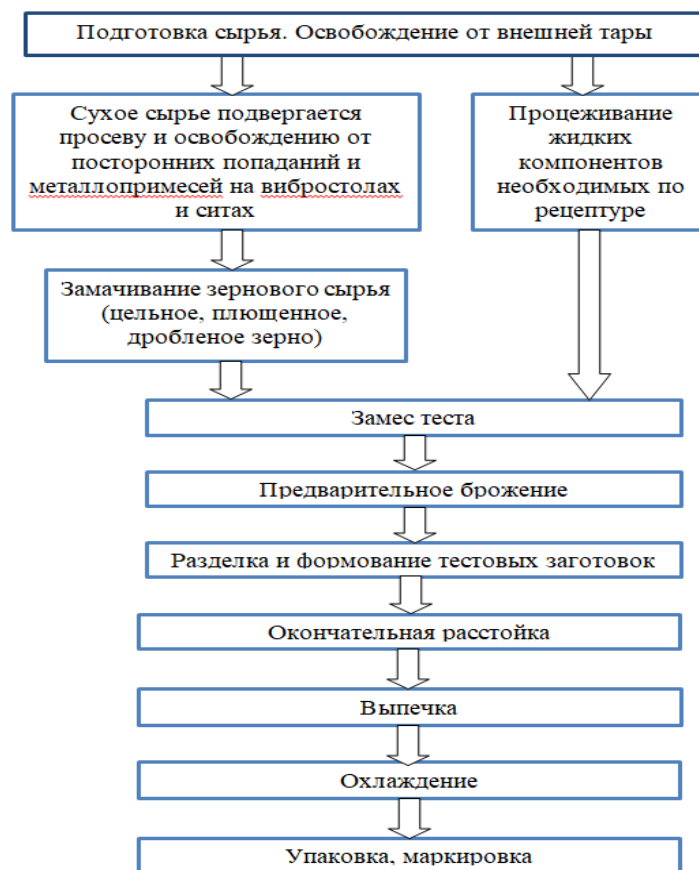 Подготовка сырья. Освобождение от внешней тары
Сухое сырье подвергается
просеву и освобождению от
посторонних попаданий и
металлопримесей на вибростолах
и ситах
Процеживание
жидких
компонентов
необходимых по
рецептуре
Замачивание зернового сырья
(цельное, плющенное,
дробленое зерно)
Замес теста
Предварительное брожение
Разделка и формование тестовых заготовок
Окончательная расстойка
Выпечка
Охлаждение
Упаковка, маркировка